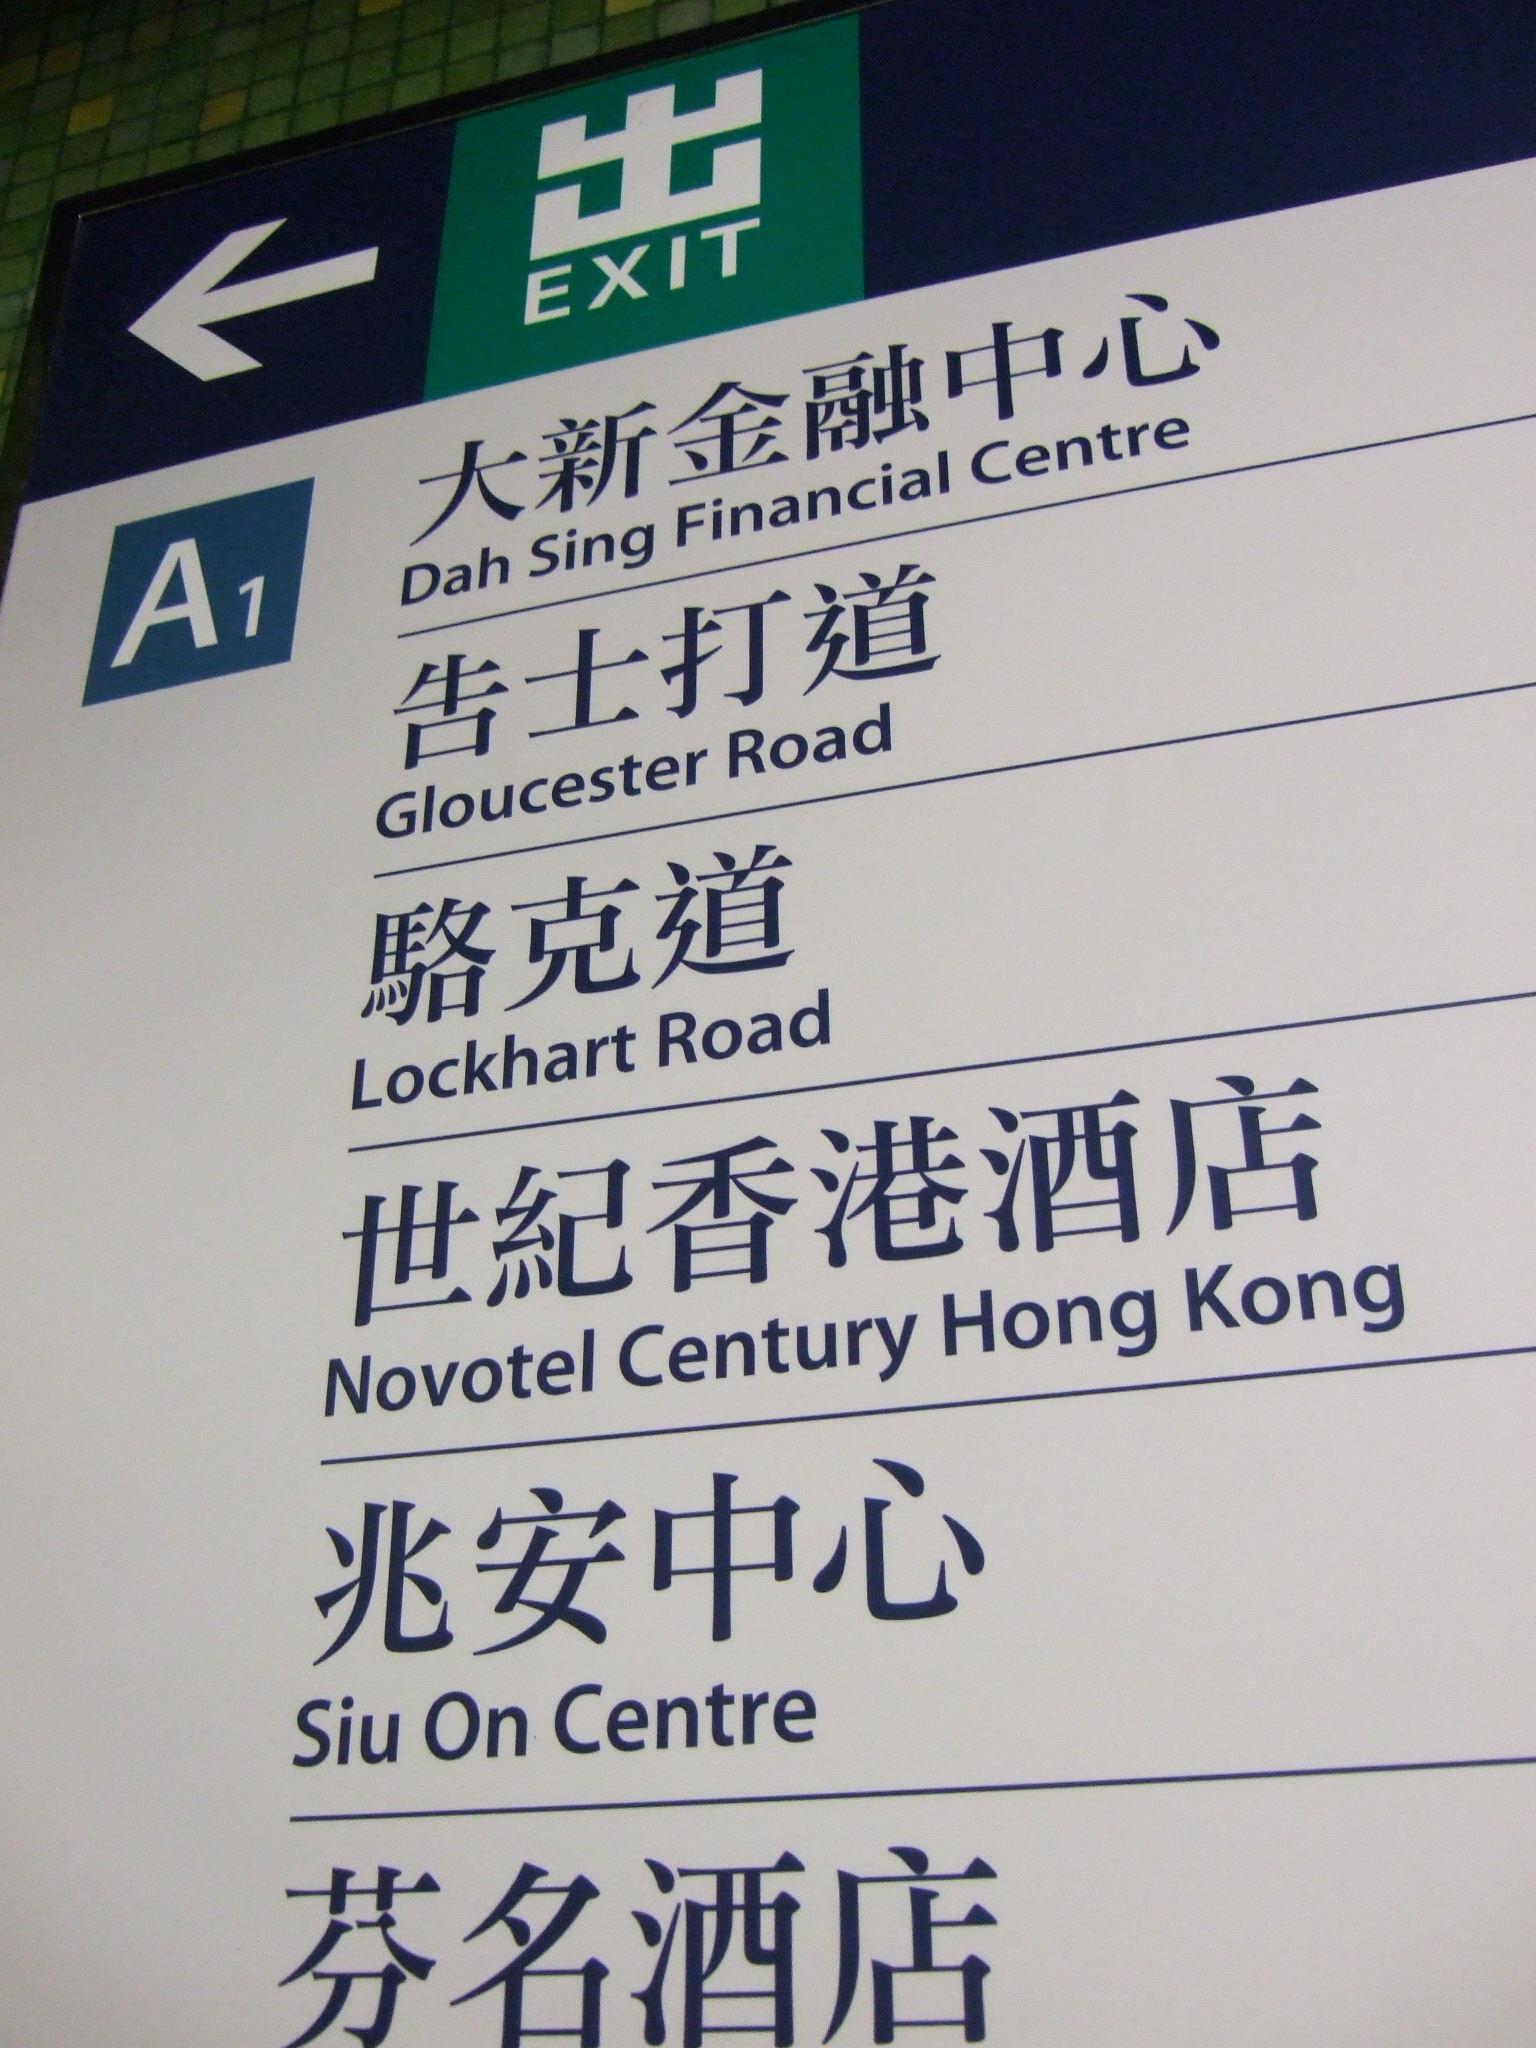 出
EXIT
A1
大新金融中心
Dah Sing Financial Centre
告士打道
Gloucester Road
駱克道
Lockhart Road
世紀香港酒店
Novotel Century Hong Kong
兆安中心
Siu On Centre
芬名酒店